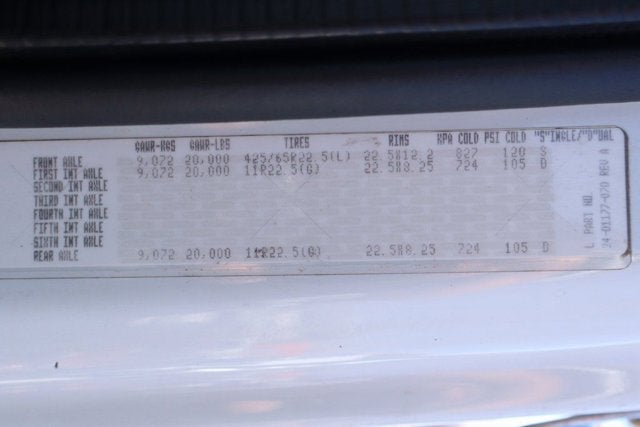 GAWR-KGS GAWR-LBS TIRES RIMS KPA COLD PSI COLD "S"INGLE/"D"UAL
FRONT AXLE 9,072 20,000 425/65R22.5(L) 22.5X12.2 827 120 S
FIRST INT AXLE 9,072 20,000 11R22.5(G) 22.5X8.25 724 105 D
SECOND INT AXLE
THIRD INT AXLE
FOURTH INT AXLE
FIFTH INT AXLE
SIXTH INT AXLE
REAR AXLE 9,072 20,000 11R22.5(G) 22.5X8.25 724 105 D
PART NO.
24-01177-070 REV A